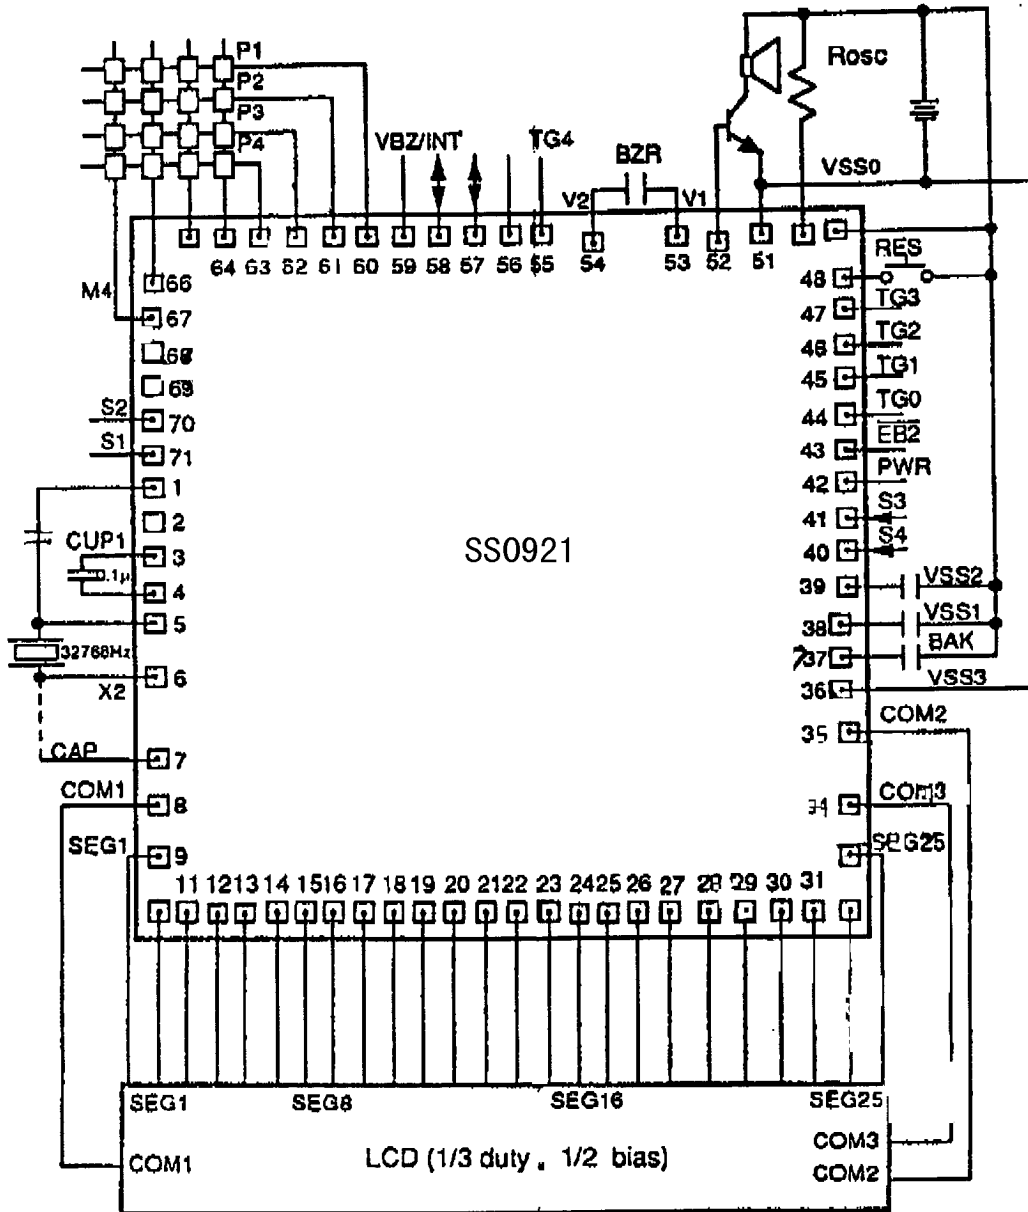 P1
Rosc
P2
P3
P4
VBZ/INT
TG4
BZR
VSS0
V2
V1
64 63 62 61 60 59 58 57 56 55 54 53 52 51
RES
M4
66
48
67
47 TG3
46 TG2
69
45 TG1
S2
70
44 TG0
S1
71
43 EB2
1
42 PWR
2
41 S3
CUP1
3
SS0921
40 S4
0.1μ
4
39 VSS2
5
38 VSS1
32768Hz
37 BAK
X2
6
36 VSS3
35 COM2
CAP
7
COM1
8
COM3
SEG1
9
SEG25
11 12 13 14 15 16 17 18 19 20 21 22 23 24 25 26 27 28 29 30 31
SEG1 SEG8 SEG16 SEG25
COM3
COM1
LCD (1/3 duty , 1/2 bias)
COM2